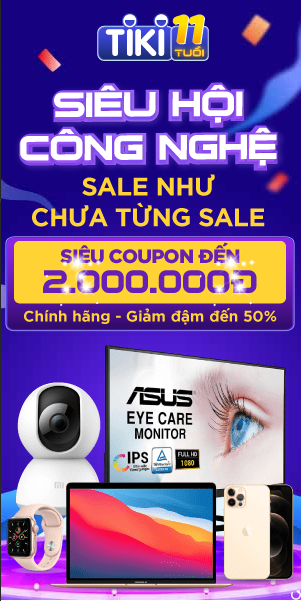 TIKI 11
TUỔI
SIÊU HỘI
CÔNG NGHỆ
SALE NHƯ
CHƯA TỪNG SALE
SIÊU COUPON ĐẾN
2.000.000Đ
Chính hãng - Giảm đậm đến 50%
ASUS
EYE CARE
MONITOR
IPS
FULL HD
1080
mi